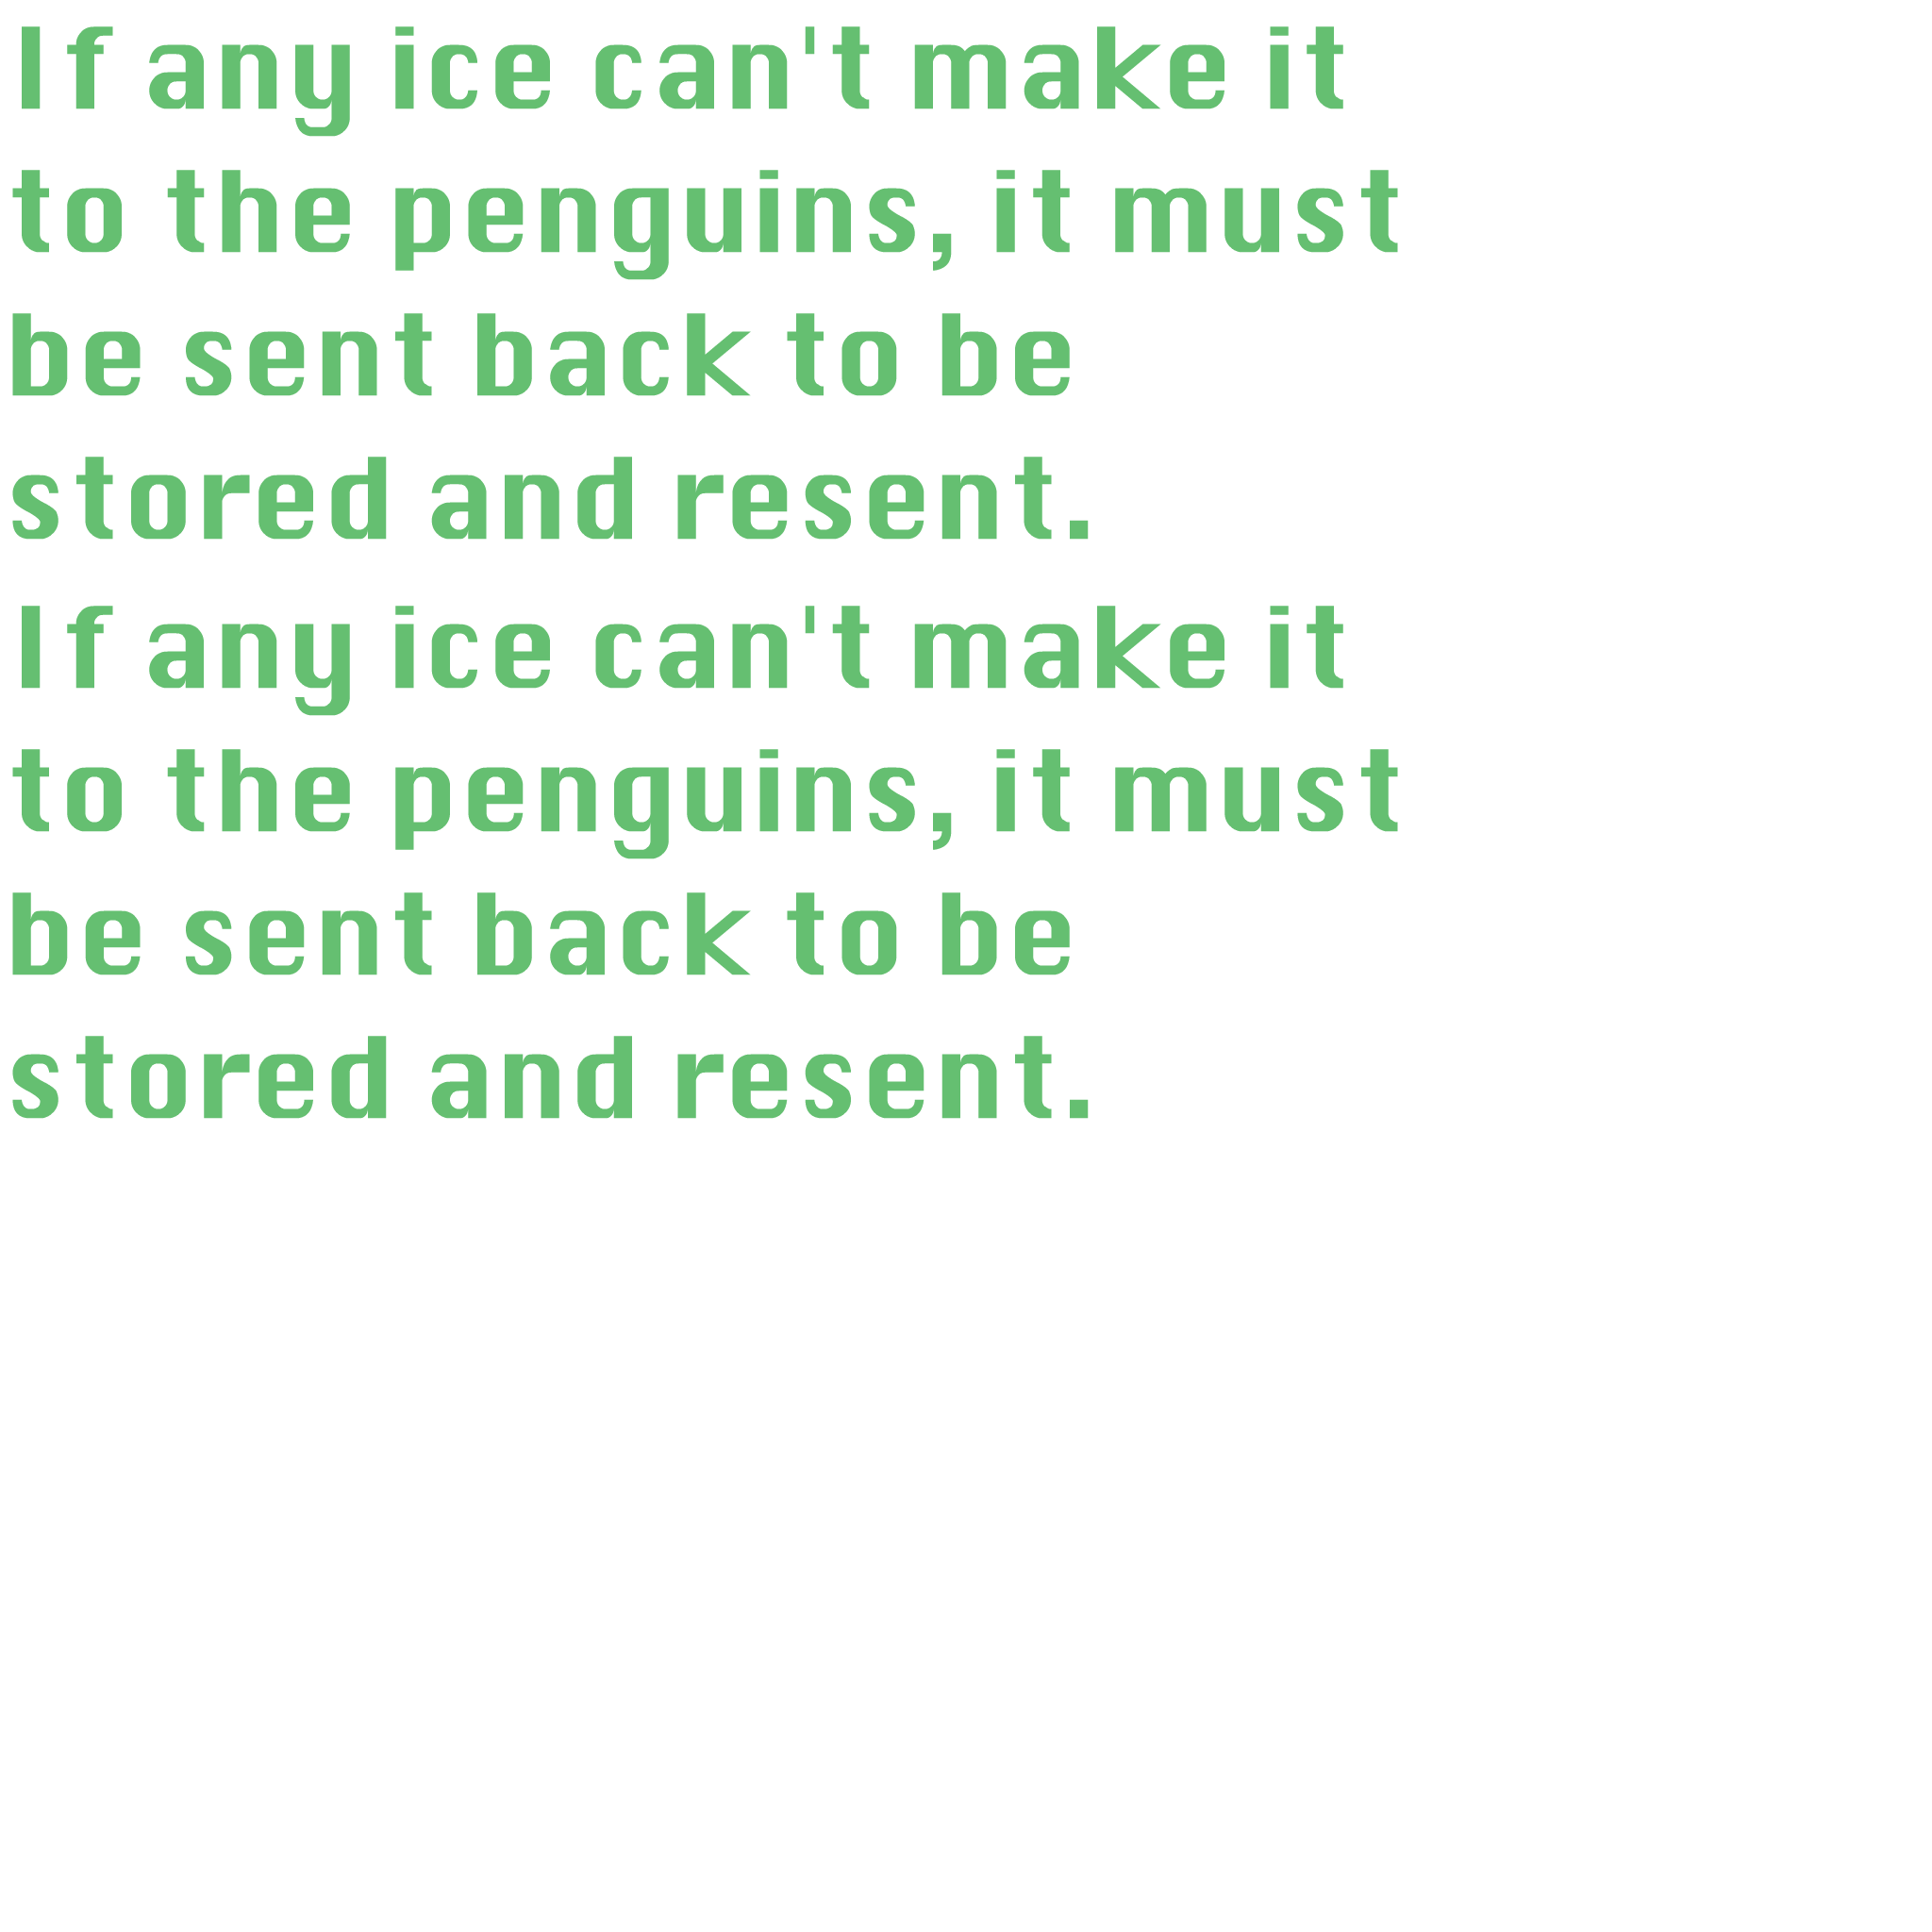 If any ice can't make it
to the penguins, it must
be sent back to be
stored and resent.
If any ice can't make it
to the penguins, it must
be sent back to be
stored and resent.